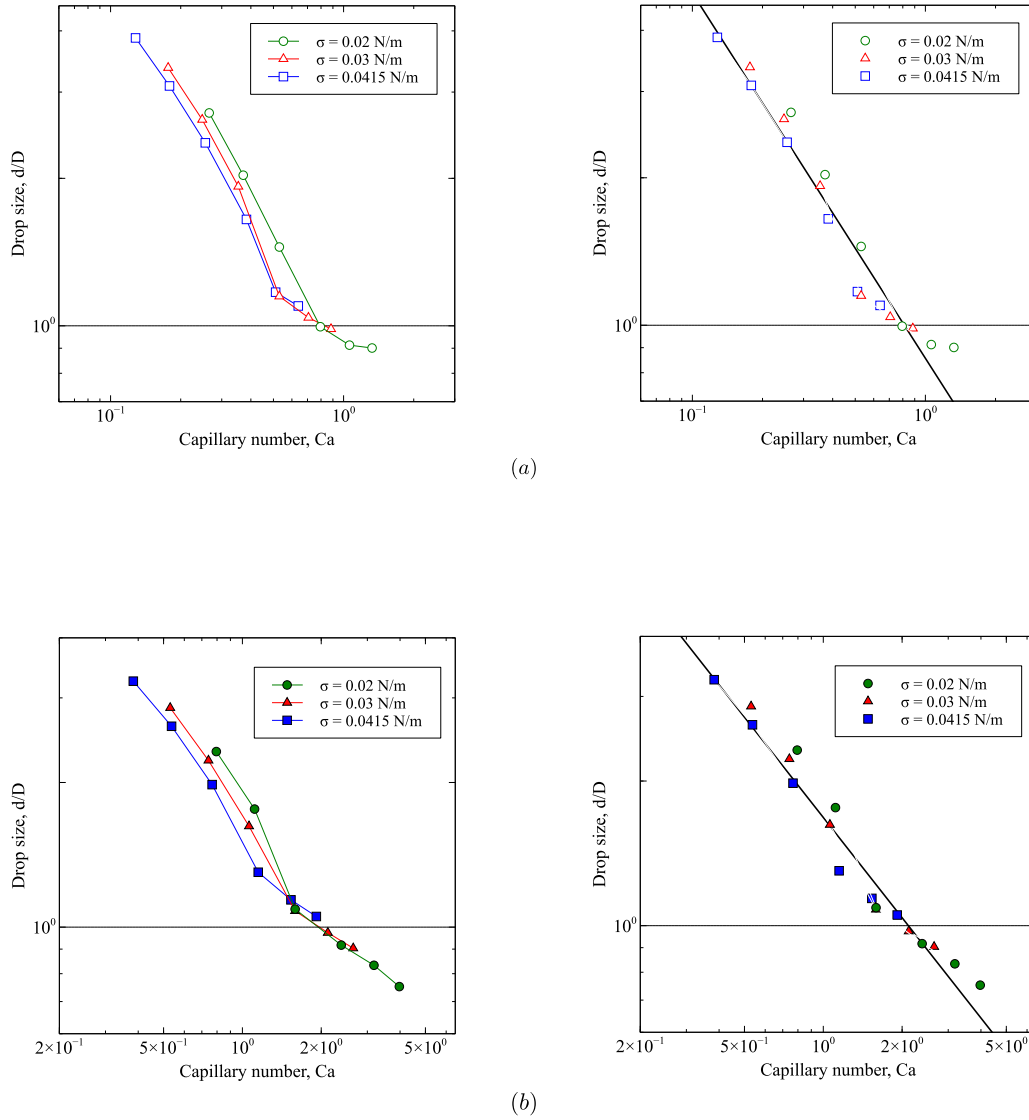 σ = 0.02 N/m
σ = 0.03 N/m
σ = 0.0415 N/m
Drop size, d/D
10⁰
10⁻¹
10⁰
Capillary number, Ca
σ = 0.02 N/m
σ = 0.03 N/m
σ = 0.0415 N/m
Drop size, d/D
10⁰
10⁻¹
10⁰
Capillary number, Ca
(a)
σ = 0.02 N/m
σ = 0.03 N/m
σ = 0.0415 N/m
Drop size, d/D
10⁰
2×10⁻¹
5×10⁻¹
10⁰
2×10⁰
5×10⁰
Capillary number, Ca
σ = 0.02 N/m
σ = 0.03 N/m
σ = 0.0415 N/m
Drop size, d/D
10⁰
2×10⁻¹
5×10⁻¹
10⁰
2×10⁰
5×10⁰
Capillary number, Ca
(b)